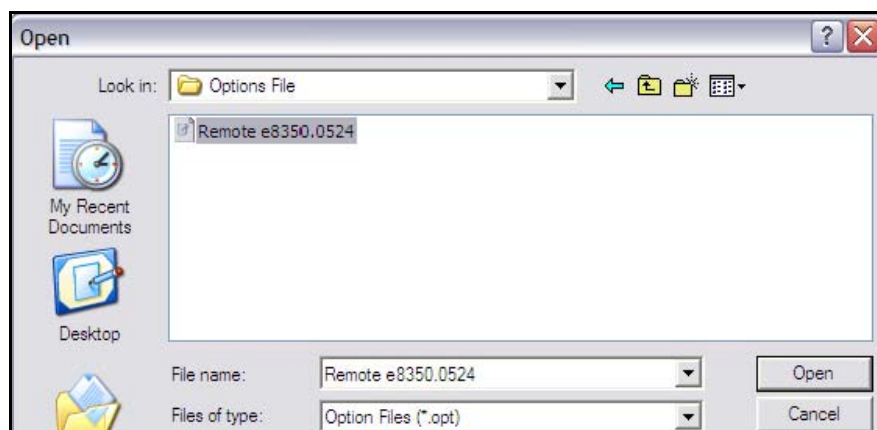 Open
Look in: Options File
Remote e8350.0524
My Recent
Documents
Desktop
File name: Remote e8350.0524 Open
Files of type: Option Files (*.opt) Cancel